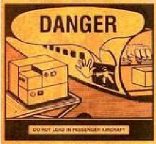 DANGER
DO NOT LOAD IN PASSENGER AIRCRAFT